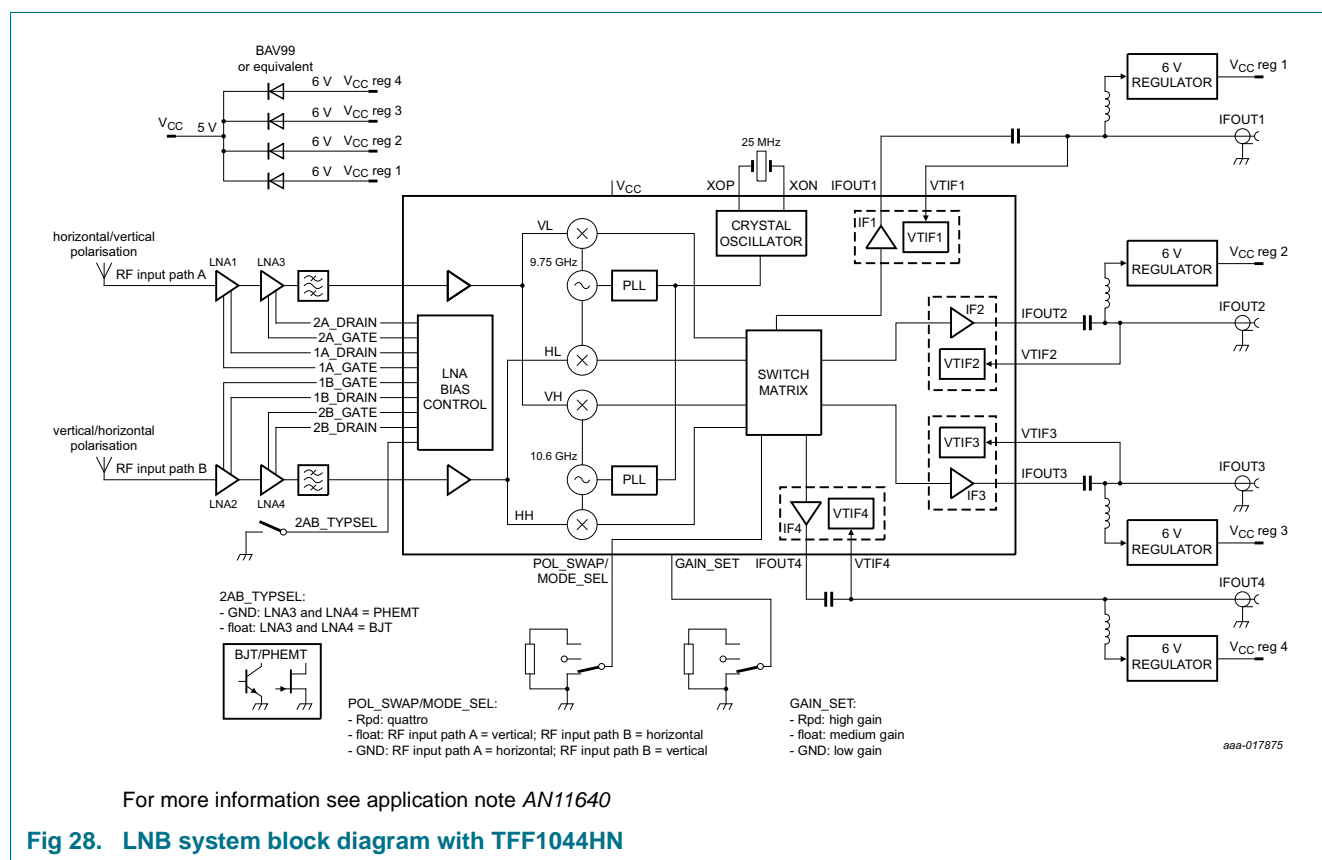 BAV99
or equivalent
6 V VCC reg 4
6 V VCC reg 3
VCC 5 V
6 V VCC reg 2
6 V VCC reg 1
6 V
REGULATOR
VCC reg 1
IFOUT1
25 MHz
VCC
XOP
XON
IFOUT1
VTIF1
CRYSTAL
OSCILLATOR
IF1
VTIF1
horizontal/vertical
polarisation
RF input path A
LNA1
LNA3
VL
9.75 GHz
PLL
6 V
REGULATOR
VCC reg 2
IFOUT2
IF2
IFOUT2
VTIF2
VTIF2
2A_DRAIN
2A_GATE
1A_DRAIN
1A_GATE
1B_GATE
1B_DRAIN
2B_GATE
2B_DRAIN
LNA
BIAS
CONTROL
HL
VH
SWITCH
MATRIX
vertical/horizontal
polarisation
RF input path B
LNA2
LNA4
10.6 GHz
PLL
HH
VTIF3
VTIF3
IFOUT3
IF3
IFOUT3
6 V
REGULATOR
VCC reg 3
2AB_TYPSEL
IF4
VTIF4
POL_SWAP/
MODE_SEL
GAIN_SET
IFOUT4
VTIF4
IFOUT4
6 V
REGULATOR
VCC reg 4
2AB_TYPSEL:
- GND: LNA3 and LNA4 = PHEMT
- float: LNA3 and LNA4 = BJT
BJT/PHEMT
POL_SWAP/MODE_SEL:
- Rpd: quattro
- float: RF input path A = vertical; RF input path B = horizontal
- GND: RF input path A = horizontal; RF input path B = vertical
GAIN_SET:
- Rpd: high gain
- float: medium gain
- GND: low gain
aaa-017875
For more information see application note AN11640
Fig 28. LNB system block diagram with TFF1044HN